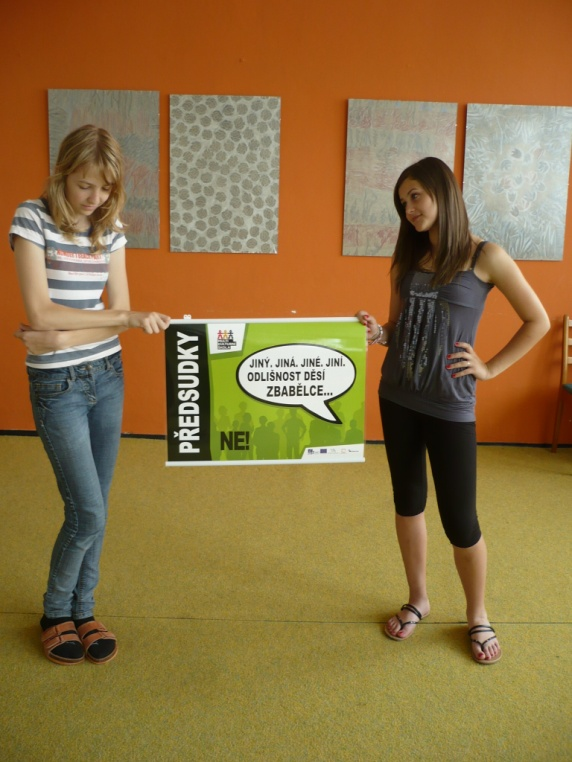 PŘEDSUDKY
JINÝ. JINÁ. JINÉ. JINÍ.
ODLIŠNOST DĚSÍ
ZBABĚLCE...
NE!